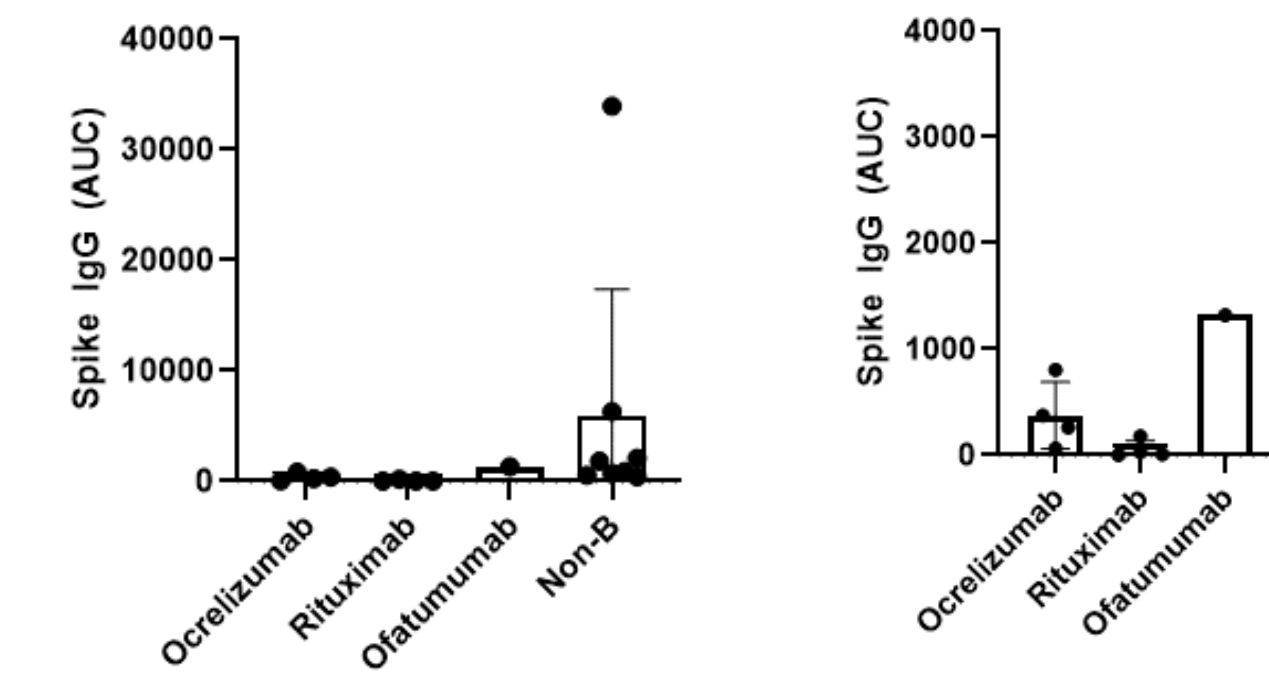 Spike IgG (AUC)
40000
30000
20000
10000
0
Ocrelizumab
Rituximab
Ofatumumab
Non-B
Spike IgG (AUC)
4000
3000
2000
1000
0
Ocrelizumab
Rituximab
Ofatumumab